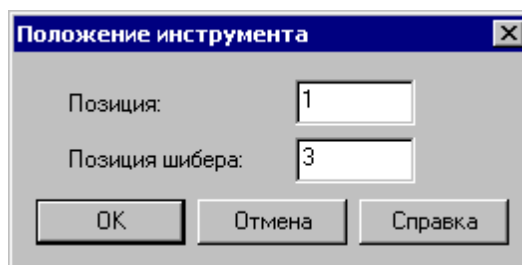 Положение инструмента
Позиция: 1
Позиция шибера: 3
OK Отмена Справка